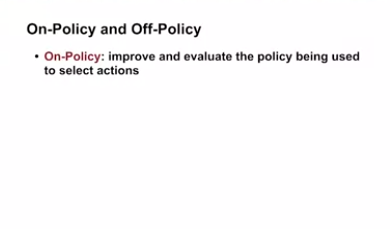 On-Policy and Off-Policy
• On-Policy: improve and evaluate the policy being used
to select actions